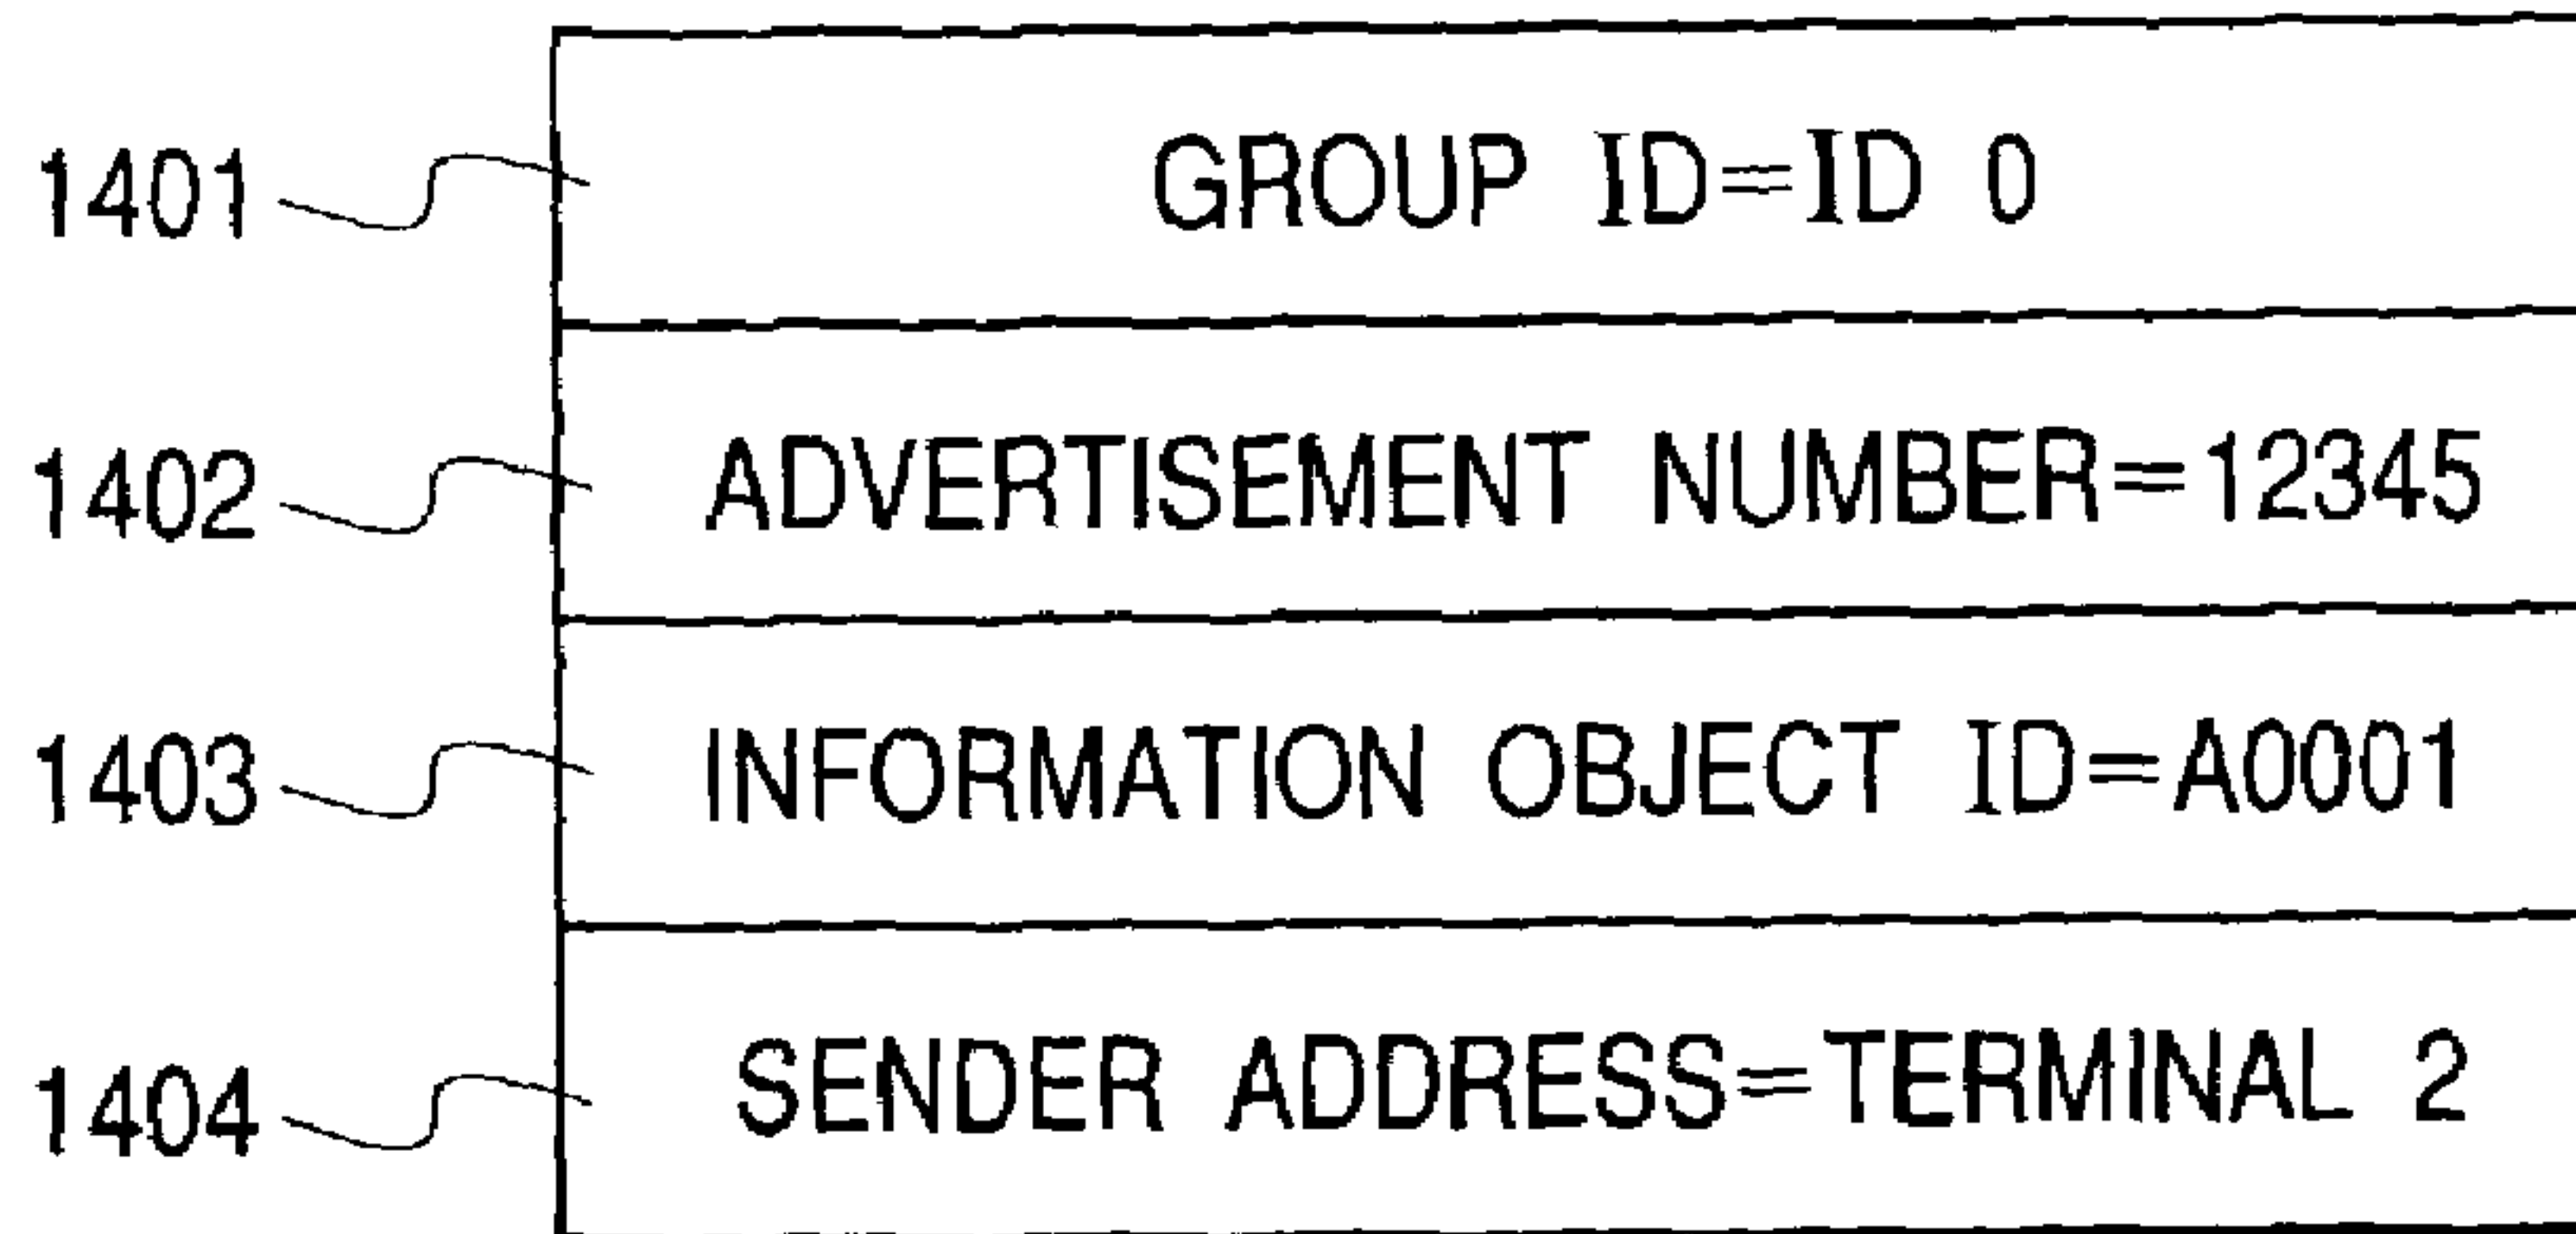 1401 GROUP ID=ID 0
1402 ADVERTISEMENT NUMBER=12345
1403 INFORMATION OBJECT ID=A0001
1404 SENDER ADDRESS=TERMINAL 2